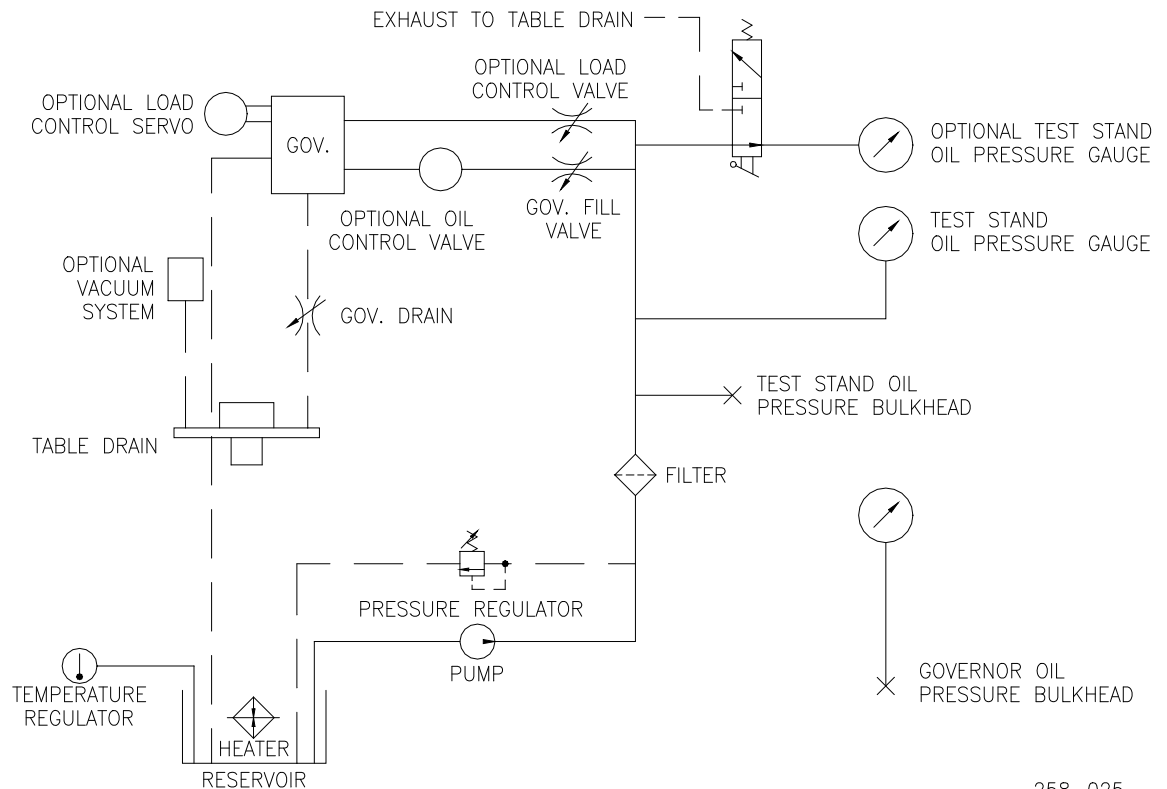 EXHAUST TO TABLE DRAIN
OPTIONAL LOAD
CONTROL VALVE
OPTIONAL LOAD
CONTROL SERVO
GOV.
OPTIONAL TEST STAND
OIL PRESSURE GAUGE
OPTIONAL OIL
CONTROL VALVE
GOV. FILL
VALVE
TEST STAND
OIL PRESSURE GAUGE
OPTIONAL
VACUUM
SYSTEM
GOV. DRAIN
TEST STAND OIL
PRESSURE BULKHEAD
TABLE DRAIN
FILTER
PRESSURE REGULATOR
PUMP
TEMPERATURE
REGULATOR
GOVERNOR OIL
PRESSURE BULKHEAD
HEATER
RESERVOIR
258-025